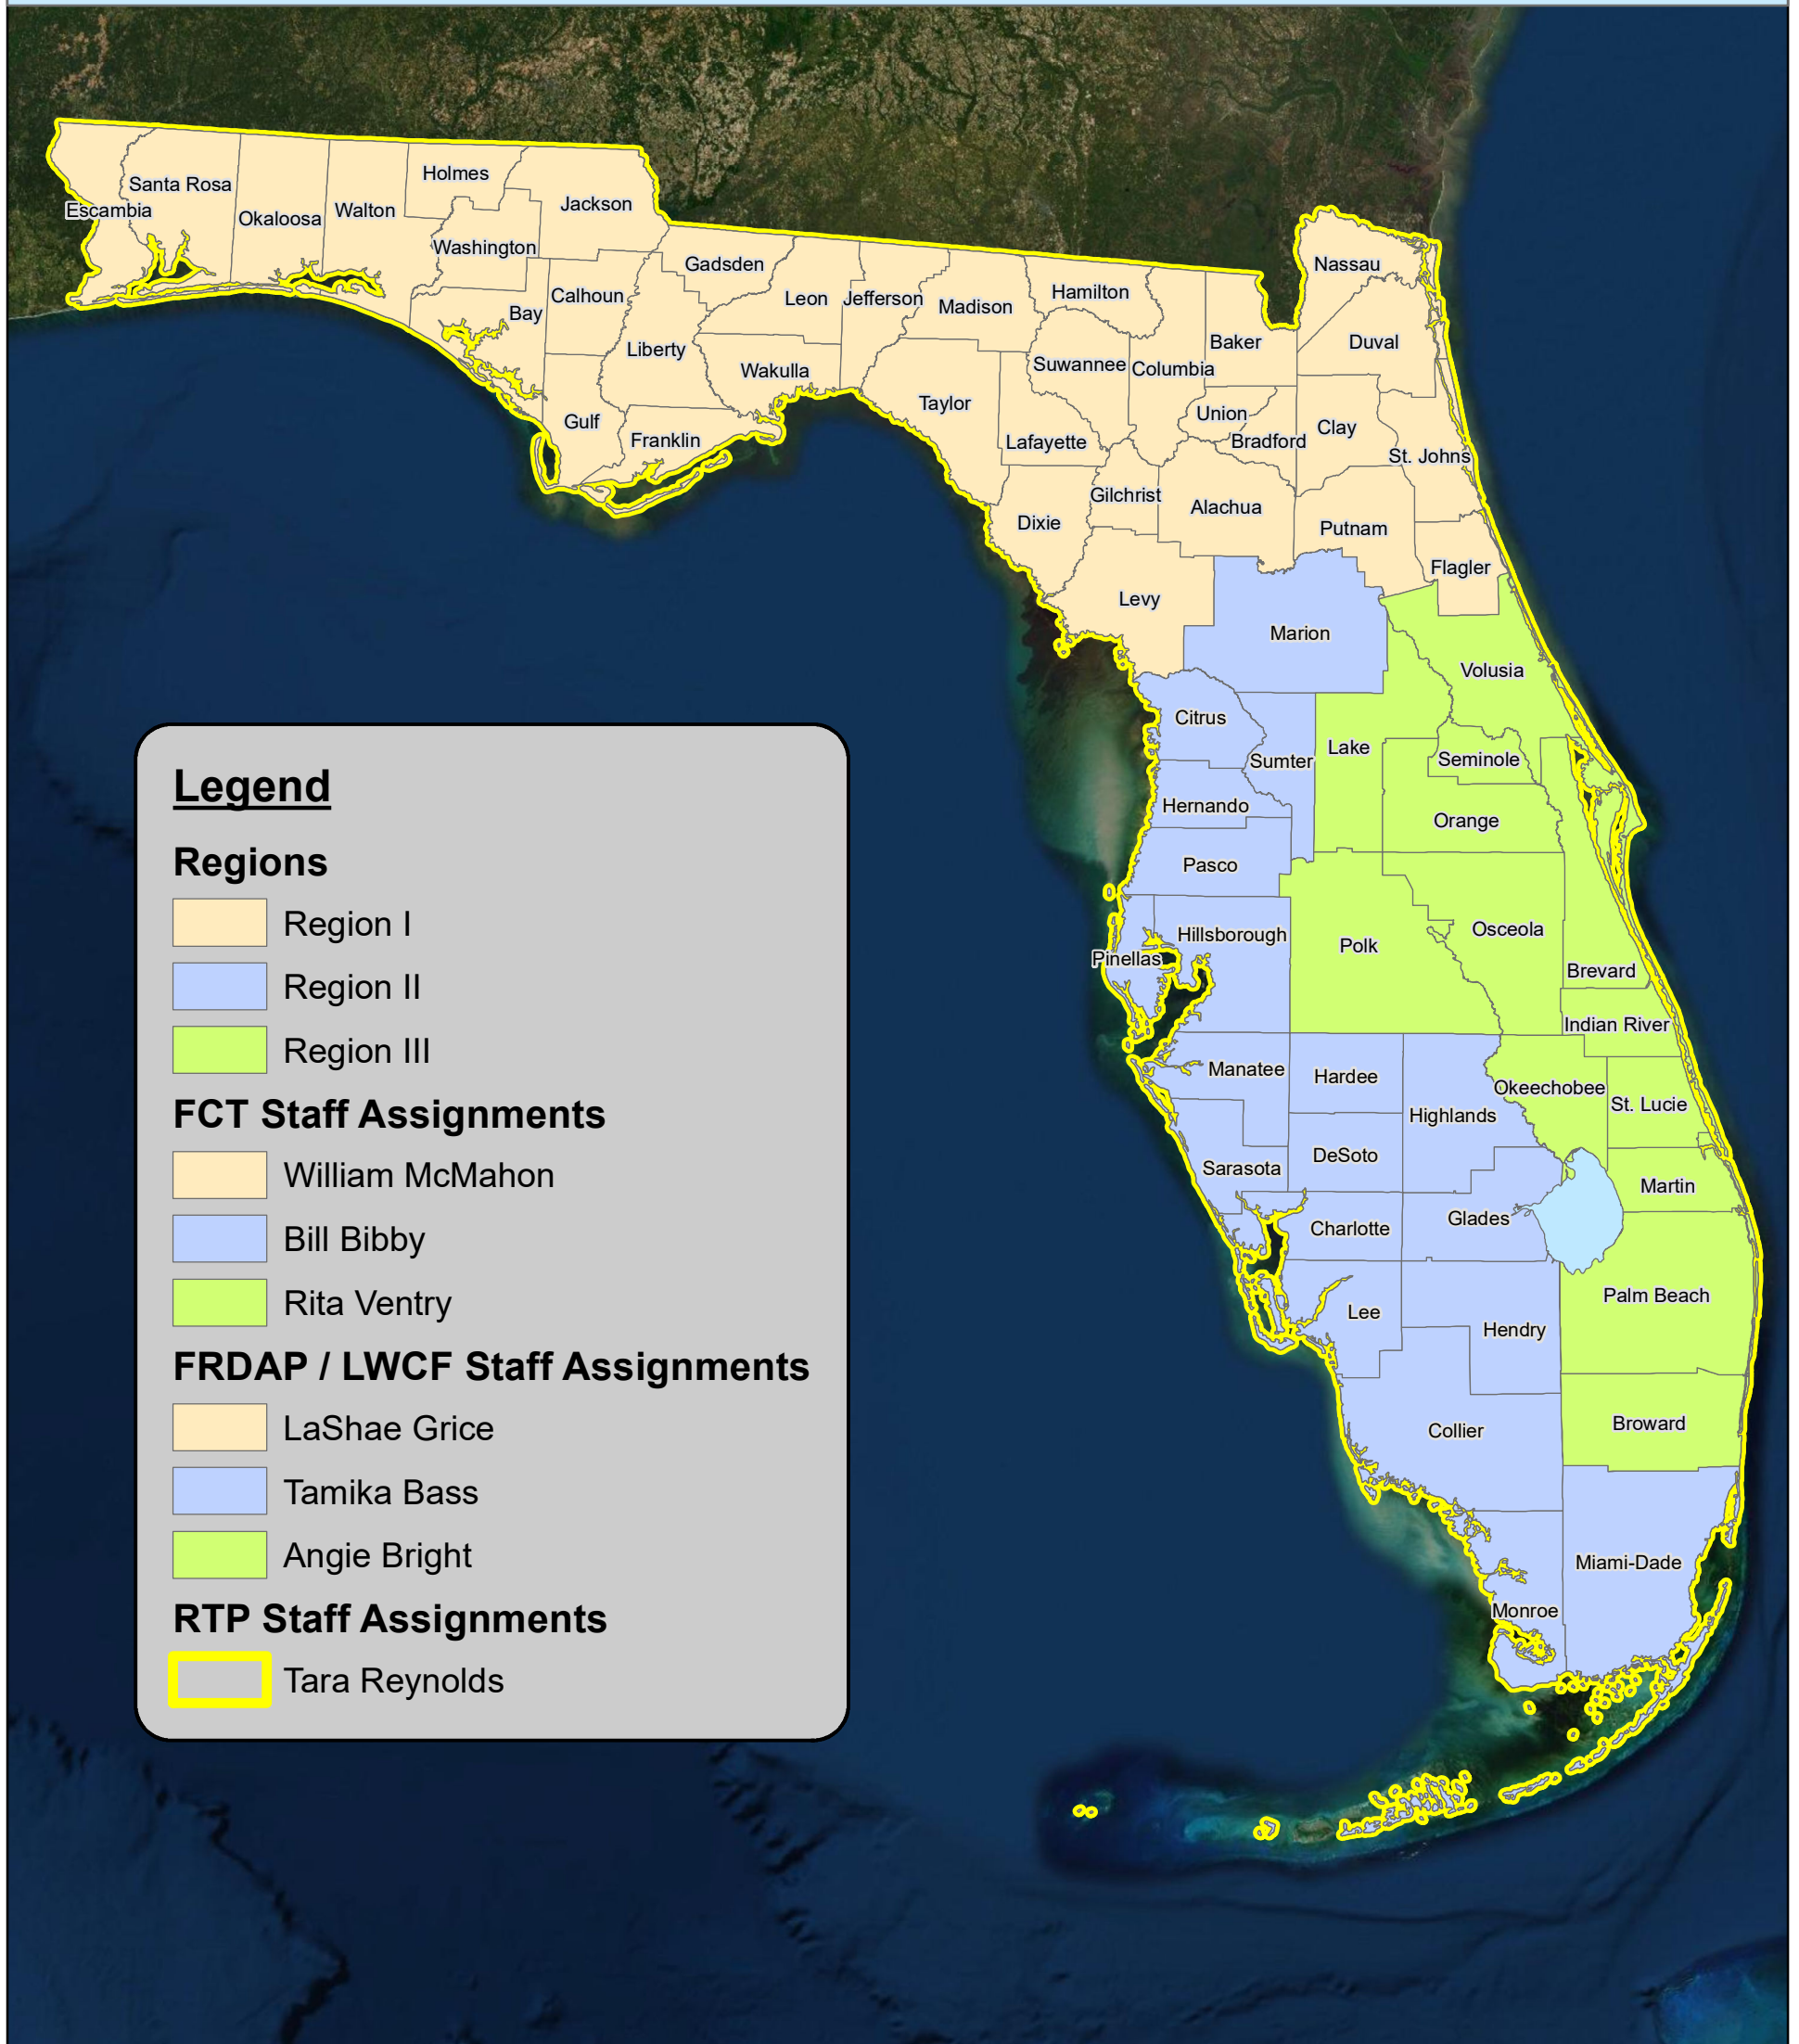 Holmes
Santa Rosa
Jackson
Escambia
Okaloosa
Walton
Washington
Gadsden
Nassau
Calhoun
Leon
Jefferson
Madison
Hamilton
Bay
Liberty
Suwannee
Columbia
Baker
Duval
Wakulla
Taylor
Union
Gulf
Franklin
Lafayette
Bradford
Clay
St. Johns
Gilchrist
Alachua
Dixie
Putnam
Flagler
Levy
Marion
Volusia
Citrus
Sumter
Lake
Seminole
Hernando
Orange
Pasco
Hillsborough
Pinellas
Polk
Osceola
Brevard
Indian River
Manatee
Hardee
Okeechobee
Highlands
St. Lucie
Sarasota
DeSoto
Martin
Charlotte
Glades
Palm Beach
Lee
Hendry
Collier
Broward
Miami-Dade
Monroe
Legend
Regions
Region I
Region II
Region III
FCT Staff Assignments
William McMahon
Bill Bibby
Rita Ventry
FRDAP / LWCF Staff Assignments
LaShae Grice
Tamika Bass
Angie Bright
RTP Staff Assignments
Tara Reynolds